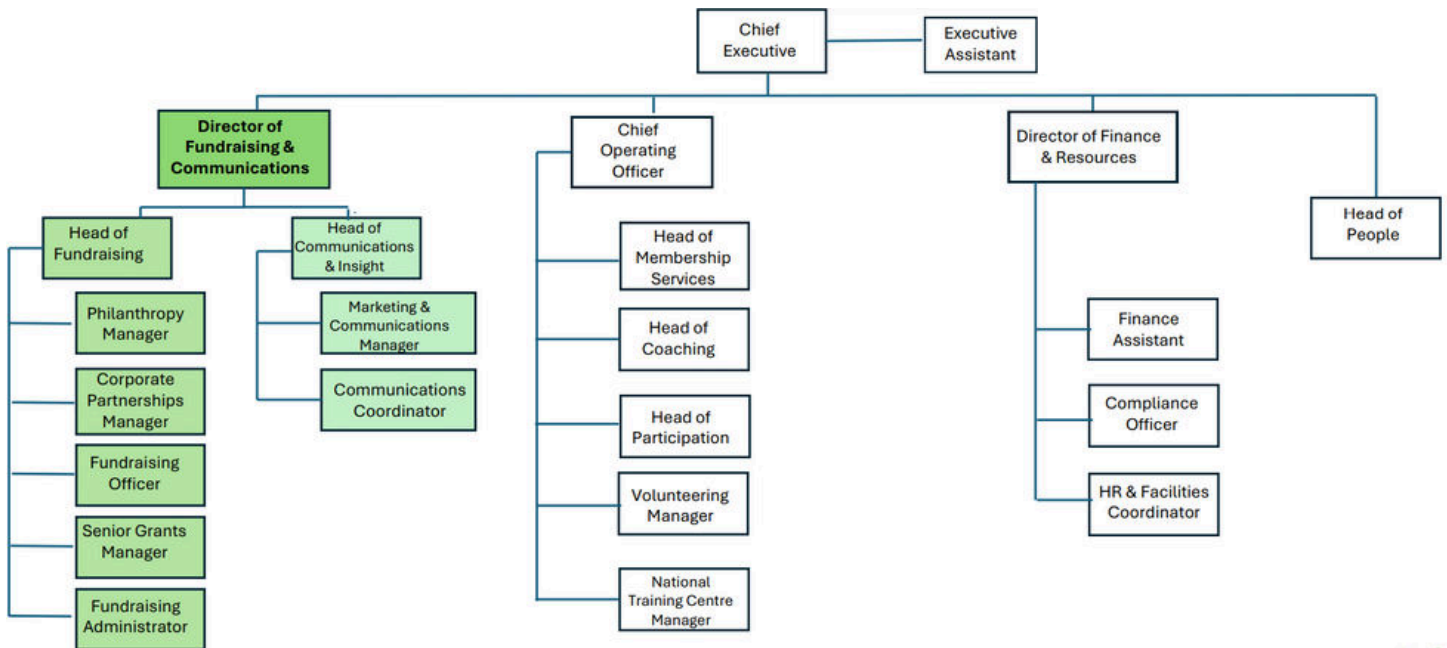 Chief
Executive
Executive
Assistant
Director of
Fundraising &
Communications
Chief
Operating
Officer
Director of Finance
& Resources
Head of
People
Head of
Fundraising
Philanthropy
Manager
Corporate
Partnerships
Manager
Fundraising
Officer
Senior Grants
Manager
Fundraising
Administrator
Head of
Communications
& Insight
Marketing &
Communications
Manager
Communications
Coordinator
Head of
Membership
Services
Head of
Coaching
Head of
Participation
Volunteering
Manager
National
Training Centre
Manager
Finance
Assistant
Compliance
Officer
HR & Facilities
Coordinator